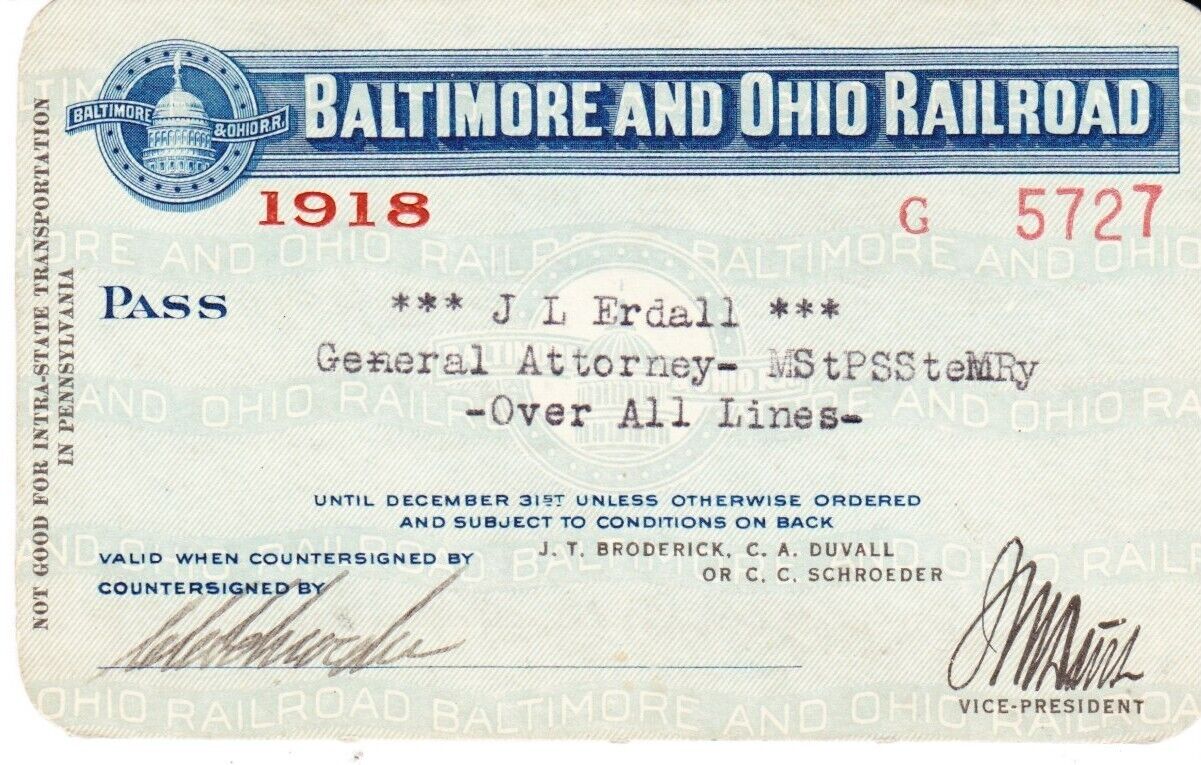 BALTIMORE & OHIO R.R.
BALTIMORE AND OHIO RAILROAD
1918
G 5727
PASS
*** J L Erdall ***
General Attorney- MStPSSteMRy
-Over All Lines-
UNTIL DECEMBER 31ST UNLESS OTHERWISE ORDERED
AND SUBJECT TO CONDITIONS ON BACK
VALID WHEN COUNTERSIGNED BY J. T. BRODERICK, C. A. DUVALL
OR C. C. SCHROEDER
COUNTERSIGNED BY
VICE-PRESIDENT
NOT GOOD FOR INTRA-STATE TRANSPORTATION
IN PENNSYLVANIA